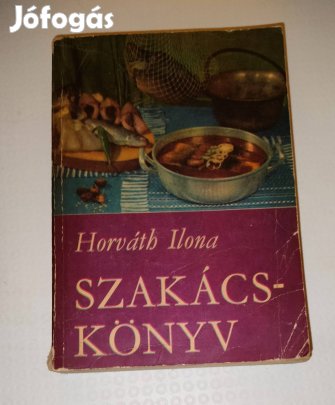 Jófogás
Horváth Ilona
SZAKÁCS-
KÖNYV